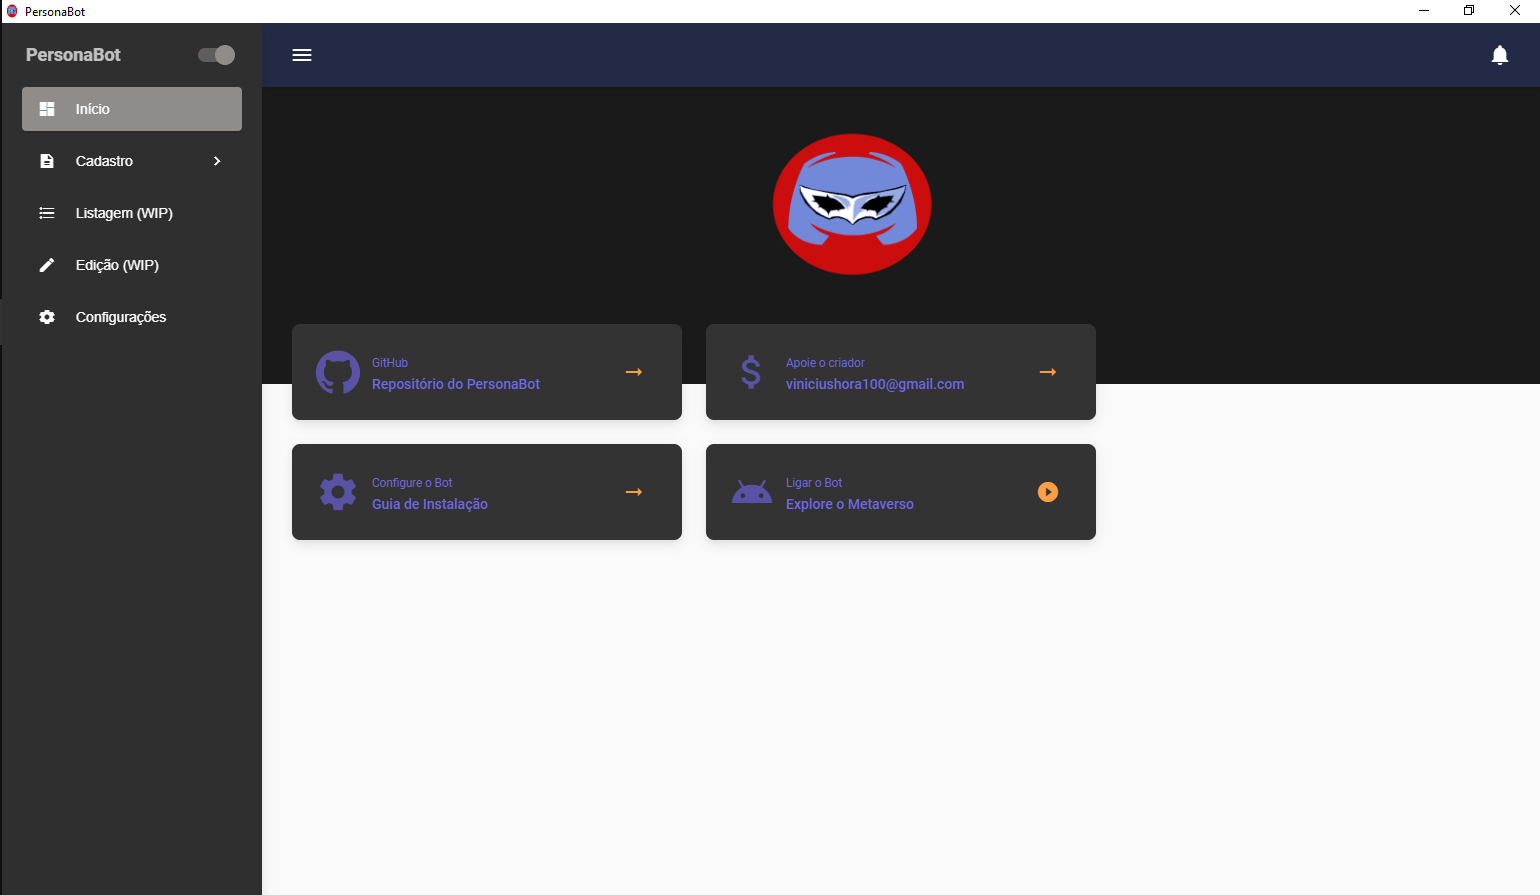 PersonaBot
PersonaBot
Início
Cadastro
Listagem (WIP)
Edição (WIP)
Configurações
GitHub
Repositório do PersonaBot
Apoie o criador
viniciushora100@gmail.com
Configure o Bot
Guia de Instalação
Ligar o Bot
Explore o Metaverso